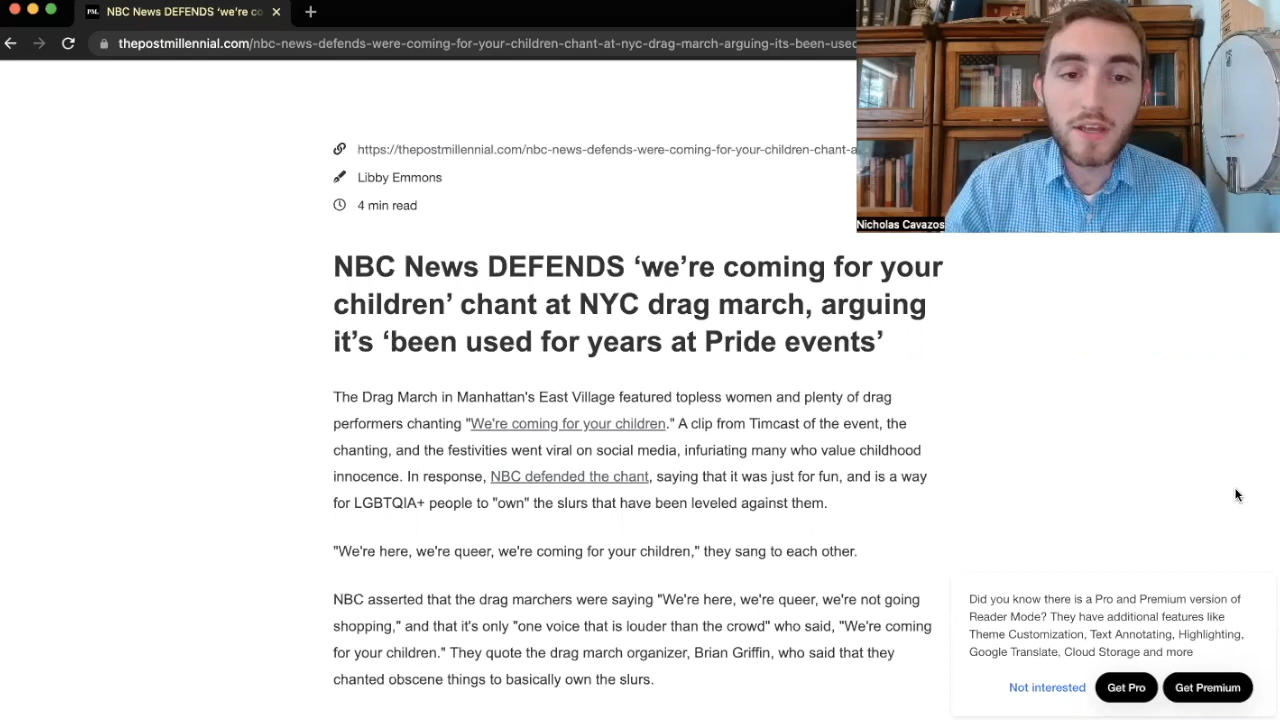 NBC News DEFENDS ‘we’re co
thepostmillennial.com/nbc-news-defends-were-coming-for-your-children-chant-at-nyc-drag-march-arguing-its-been-used
https://thepostmillennial.com/nbc-news-defends-were-coming-for-your-children-chant-a
Libby Emmons
4 min read
Nicholas Cavazos
NBC News DEFENDS ‘we’re coming for your
children’ chant at NYC drag march, arguing
it’s ‘been used for years at Pride events’
The Drag March in Manhattan's East Village featured topless women and plenty of drag
performers chanting "We're coming for your children." A clip from Timcast of the event, the
chanting, and the festivities went viral on social media, infuriating many who value childhood
innocence. In response, NBC defended the chant, saying that it was just for fun, and is a way
for LGBTQIA+ people to "own" the slurs that have been leveled against them.
"We're here, we're queer, we're coming for your children," they sang to each other.
NBC asserted that the drag marchers were saying "We're here, we're queer, we're not going
shopping," and that it's only "one voice that is louder than the crowd" who said, "We're coming
for your children." They quote the drag march organizer, Brian Griffin, who said that they
chanted obscene things to basically own the slurs.
Did you know there is a Pro and Premium version of
Reader Mode? They have additional features like
Theme Customization, Text Annotating, Highlighting,
Google Translate, Cloud Storage and more
Not interested Get Pro Get Premium